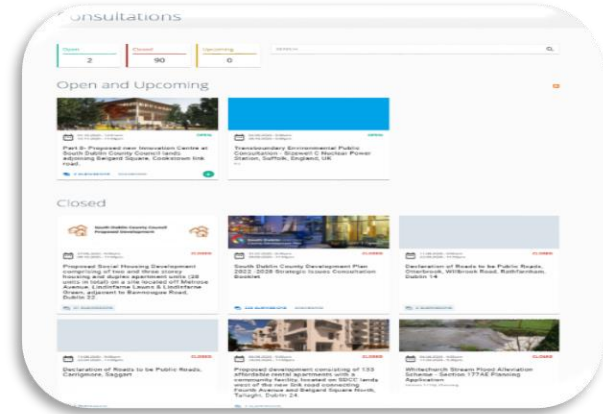 Consultations
Open
Closed
Upcoming
2
90
0
SEARCH
Open and Upcoming
OPEN
Part 8- Proposed new Innovation Centre at
South Dublin County Council lands
adjoining Belgard Square, Cookstown link
road.
OPEN
Transboundary Environmental Public
Consultation - Sizewell C Nuclear Power
Station, Suffolk, England, UK
Closed
South Dublin County Council
Proposed Development
CLOSED
Proposed Social Housing Development
comprising of two and three storey
housing and duplex apartment units (28
units in total) on a site located off Melrose
Avenue, Lindisfarne Lawns & Lindisfarne
Green, adjacent to Bawnogue Road,
Dublin 22.
CLOSED
South Dublin County Development Plan
2022-2028 Strategic Issues Consultation
Booklet
CLOSED
Declaration of Roads to be Public Roads,
Otterbrook, Willbrook Road, Rathfarnham,
Dublin 14
CLOSED
Declaration of Roads to be Public Roads,
Carrigmore, Saggart
CLOSED
Proposed development consisting of 133
affordable rental apartments with a
community facility, located on SDCC lands
west of the new link road connecting
Fourth Avenue and Belgard Square North,
Tallaght, Dublin 24
CLOSED
Whitechurch Stream Flood Alleviation
Scheme - Section 177AE Planning
Application